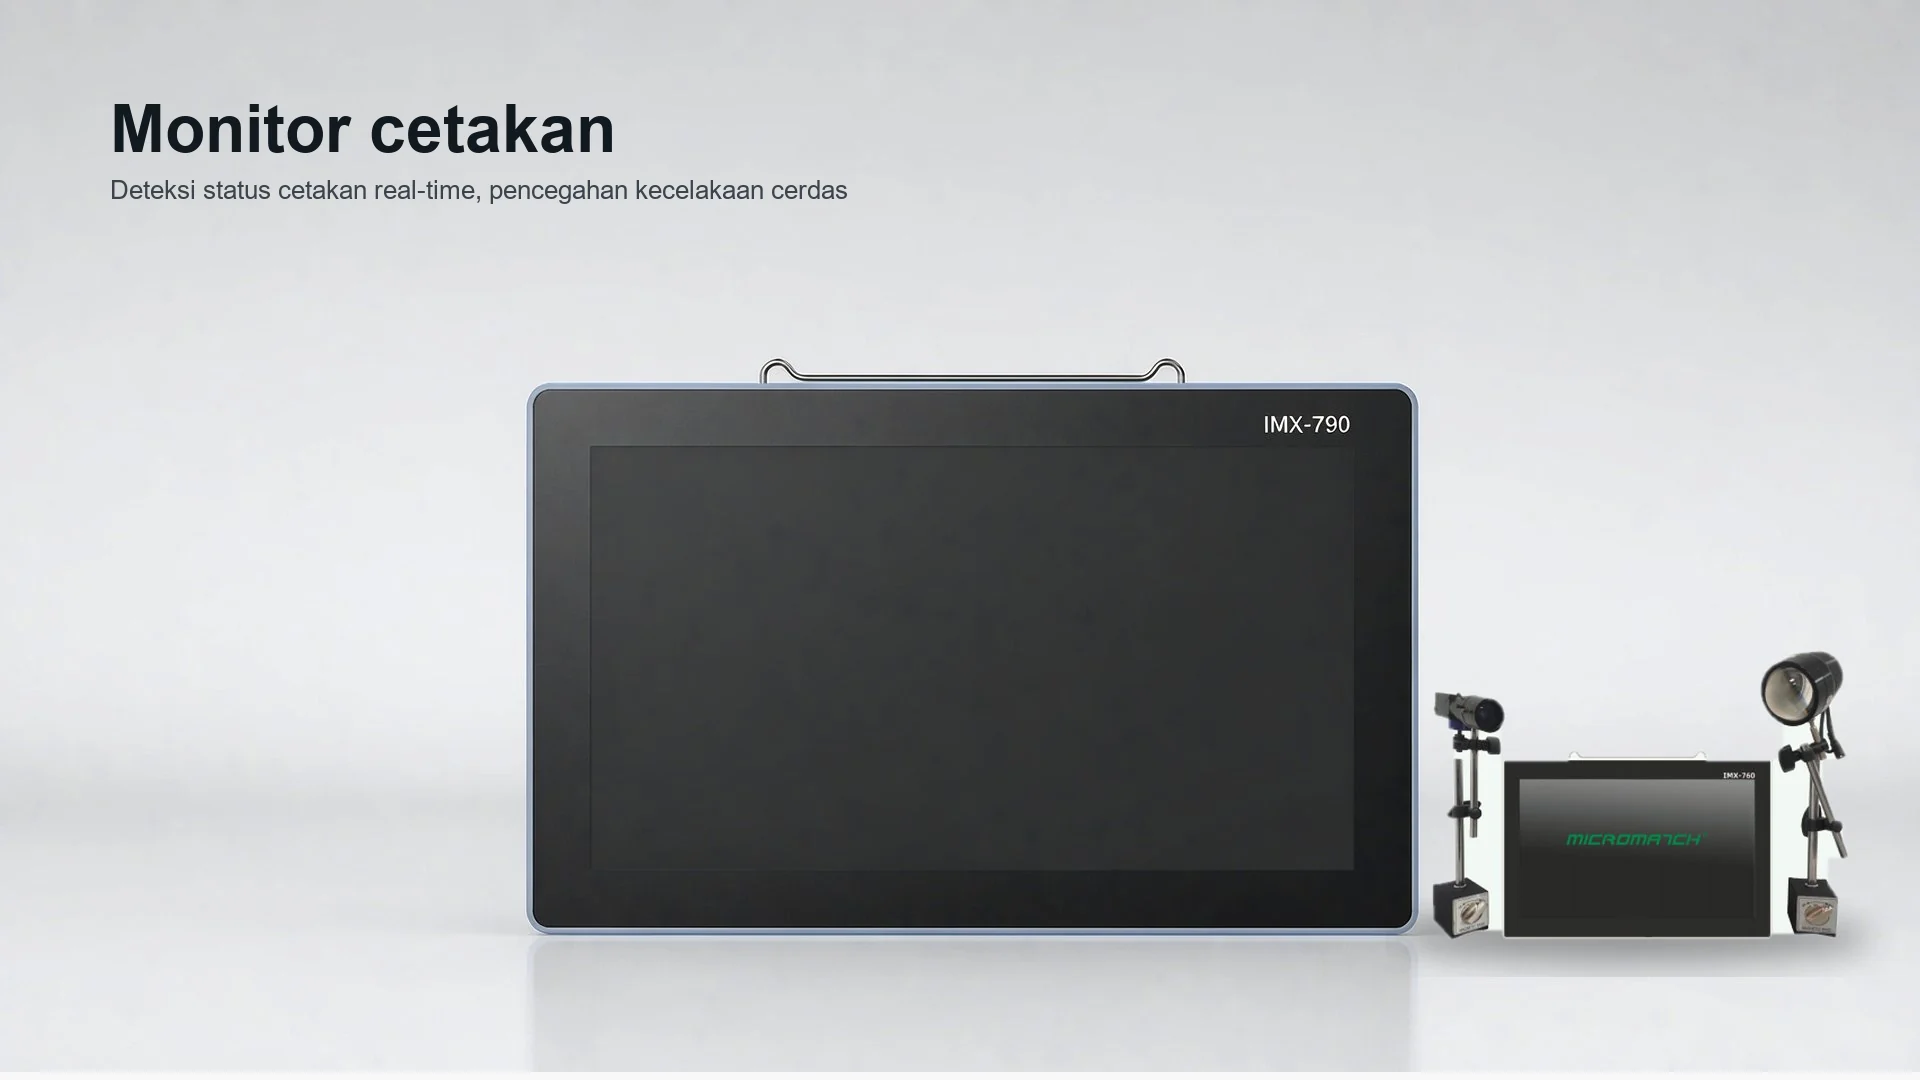 Monitor cetakan
Deteksi status cetakan real-time, pencegahan kecelakaan cerdas
IMX-790
IMX-760
MICROMATCH